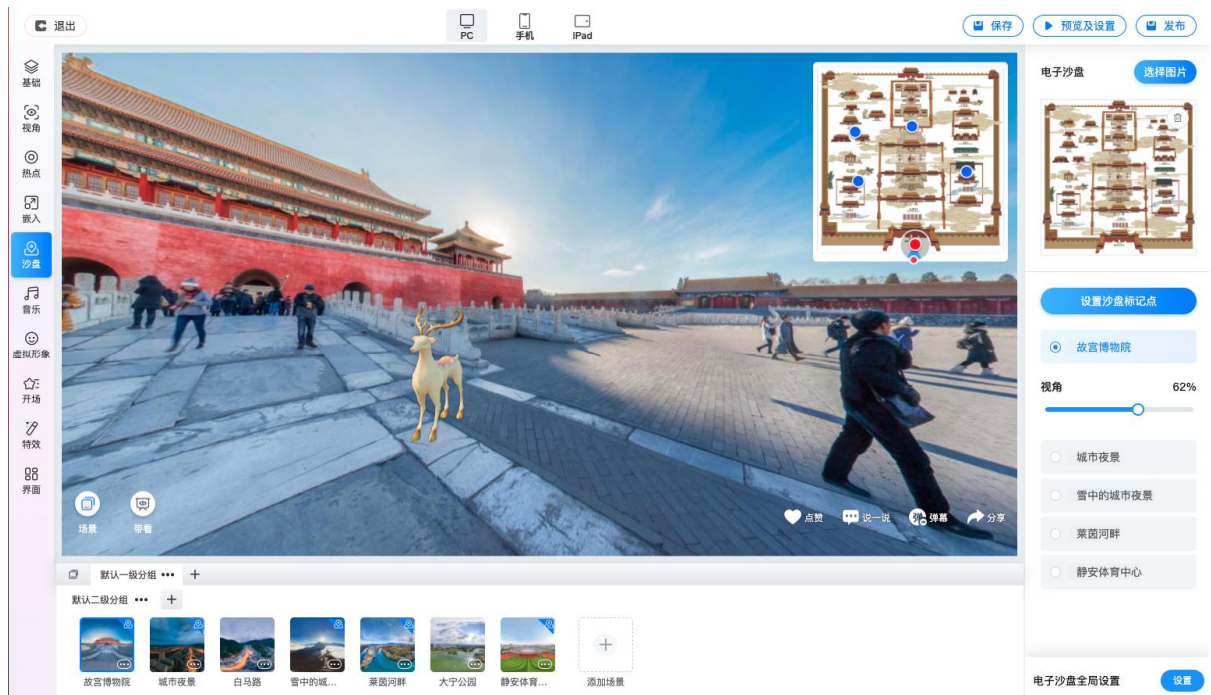 退出
PC
手机
iPad
保存
预览及设置
发布
基础
视角
热点
嵌入
沙盘
音乐
虚拟形象
开场
特效
界面
场景
带看
点赞
说一说
弹 弹幕
分享
默认一级分组 ••• +
默认二级分组 ••• +
故宫博物院
城市夜景
白马路
雪中的城...
莱茵河畔
大宁公园
静安体育...
添加场景
电子沙盘
选择图片
设置沙盘标记点
故宫博物院
视角 62%
城市夜景
雪中的城市夜景
莱茵河畔
静安体育中心
电子沙盘全局设置
设置